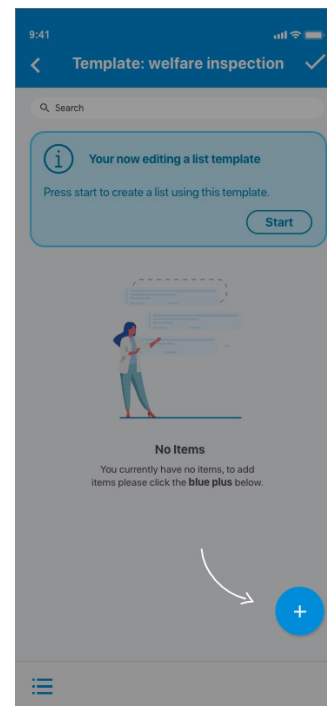 9:41
Template: welfare inspection
Search
Your now editing a list template
Press start to create a list using this template.
Start
No Items
You currently have no items, to add
items please click the blue plus below.
+